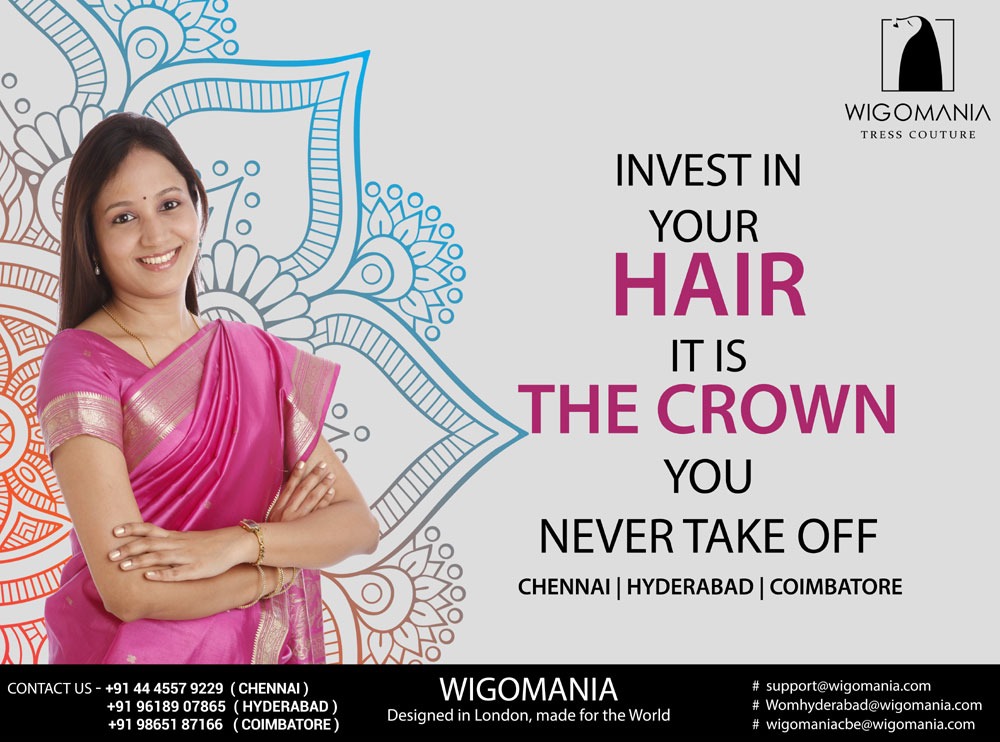 WIGOMANIA
TRESS COUTURE
INVEST IN
YOUR
HAIR
IT IS
THE CROWN
YOU
NEVER TAKE OFF
CHENNAI | HYDERABAD | COIMBATORE
CONTACT US - +91 44 4557 9229 ( CHENNAI )
+91 96189 07865 ( HYDERABAD )
+91 98651 87166 ( COIMBATORE )
WIGOMANIA
Designed in London, made for the World
# support@wigomania.com
# Womhyderabad@wigomania.com
# wigomaniacbe@wigomania.com